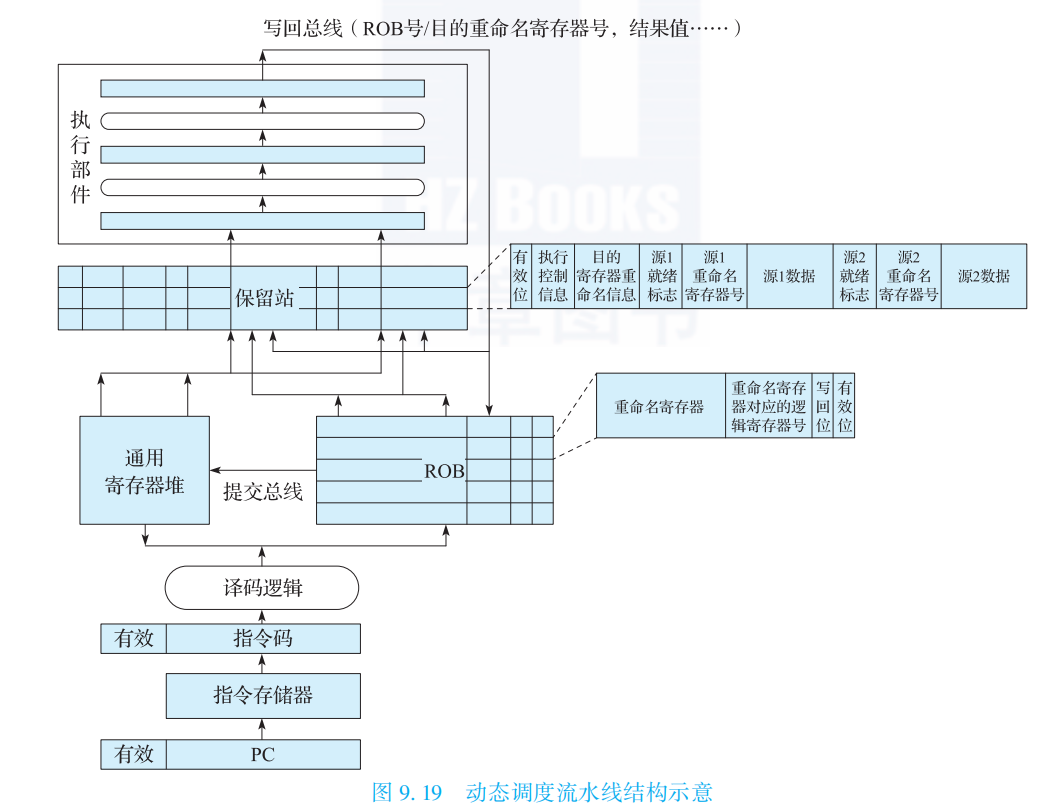 写回总线（ROB号/目的重命名寄存器号，结果值……）
执
行
部
件
HZ BOOKS
有
效
位
执行
控制
信息
目的
寄存器重
命名信息
源1
就绪
标志
源1
重命名
寄存器号
源1数据
源2
就绪
标志
源2
重命名
寄存器号
源2数据
保留站
章图书
重命名寄存器
重命名寄存
器对应的逻
辑寄存器号
写
回
位
有
效
位
通用
寄存器堆
ROB
提交总线
译码逻辑
有效
指令码
指令存储器
有效
PC
图 9. 19 动态调度流水线结构示意